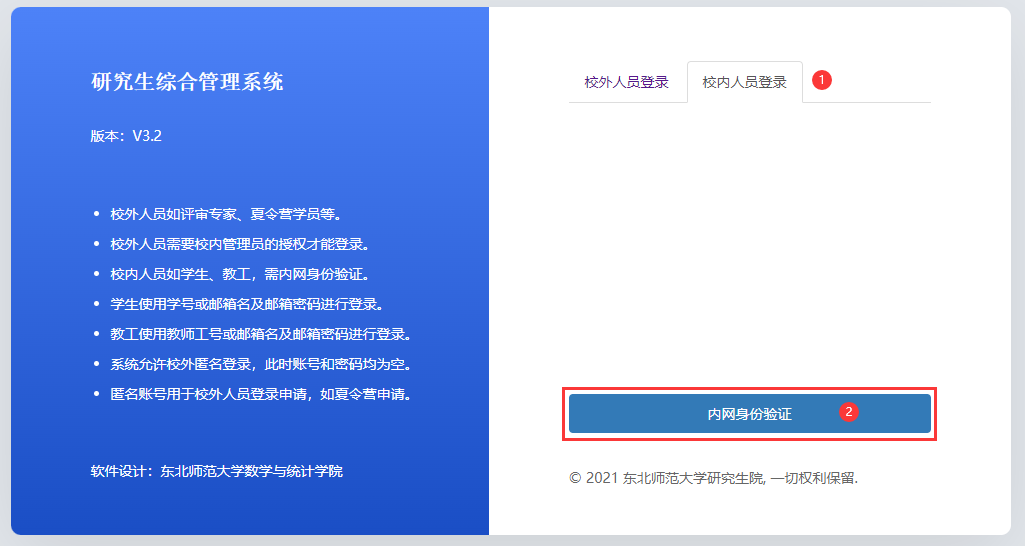 研究生综合管理系统
版本：V3.2
校外人员如评审专家、夏令营学员等。
校外人员需要校内管理员的授权才能登录。
校内人员如学生、教工，需内网身份验证。
学生使用学号或邮箱名及邮箱密码进行登录。
教工使用教师工号或邮箱名及邮箱密码进行登录。
系统允许校外匿名登录，此时账号和密码均为空。
匿名账号用于校外人员登录申请，如夏令营申请。
软件设计：东北师范大学数学与统计学院
校外人员登录 校内人员登录 1
内网身份验证 2
© 2021 东北师范大学研究生院, 一切权利保留.